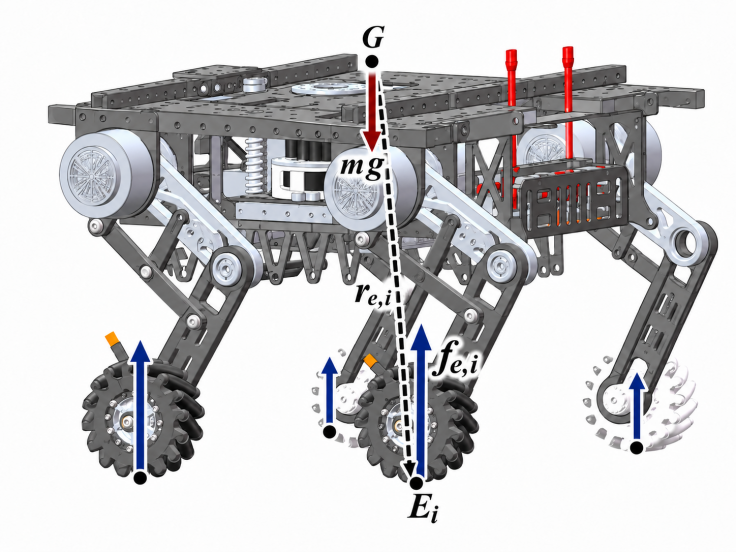 G
mg
r_{e,i}
f_{e,i}
E_i